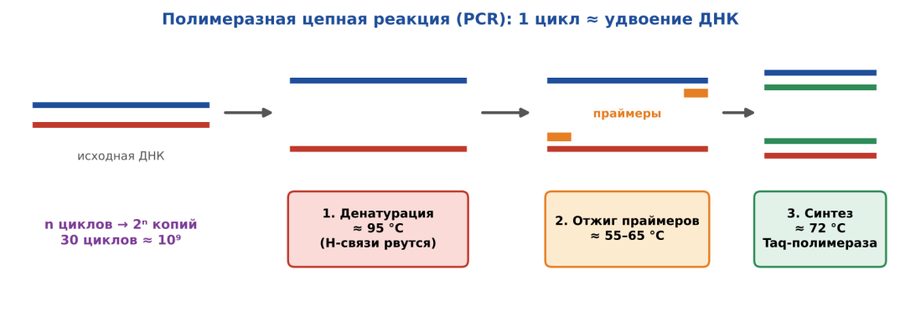 Полимеразная цепная реакция (PCR): 1 цикл ≈ удвоение ДНК
исходная ДНК
праймеры
n циклов → 2ⁿ копий
30 циклов ≈ 10⁹
1. Денатурация
≈ 95 °C
(Н-связи рвутся)
2. Отжиг праймеров
≈ 55–65 °C
3. Синтез
≈ 72 °C
Taq-полимераза